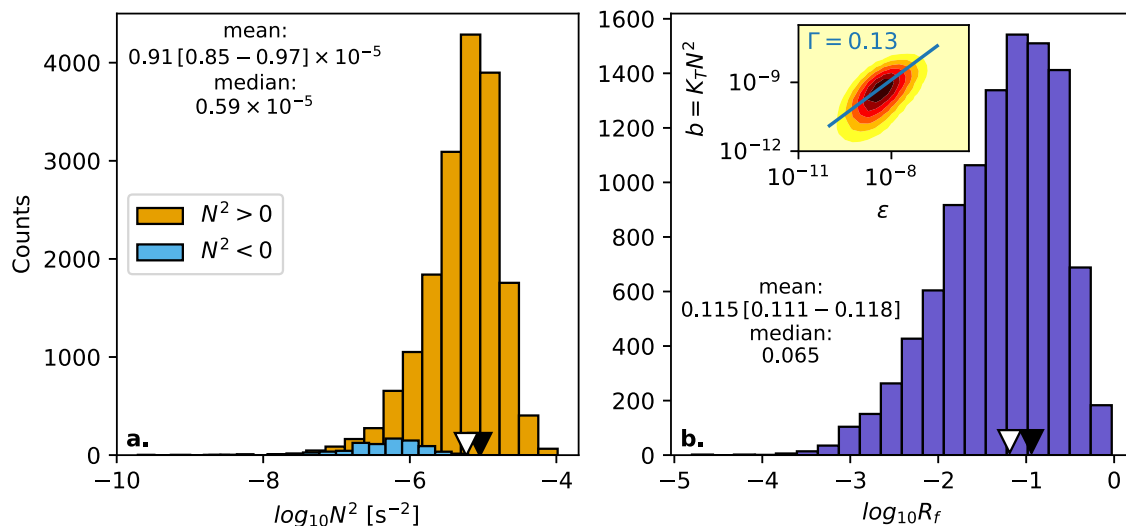 mean:
0.91 [0.85 − 0.97] × 10⁻⁵
median:
0.59 × 10⁻⁵
N² > 0
N² < 0
Counts
4000
3000
2000
1000
0
a.
−10
−8
−6
−4
log₁₀N² [s⁻²]
1600
1400
1200
1000
800
600
400
200
0
Γ = 0.13
b = K_T N²
10⁻⁹
10⁻¹²
10⁻¹¹
10⁻⁸
ε
mean:
0.115 [0.111 − 0.118]
median:
0.065
b.
−5
−4
−3
−2
−1
0
log₁₀R_f